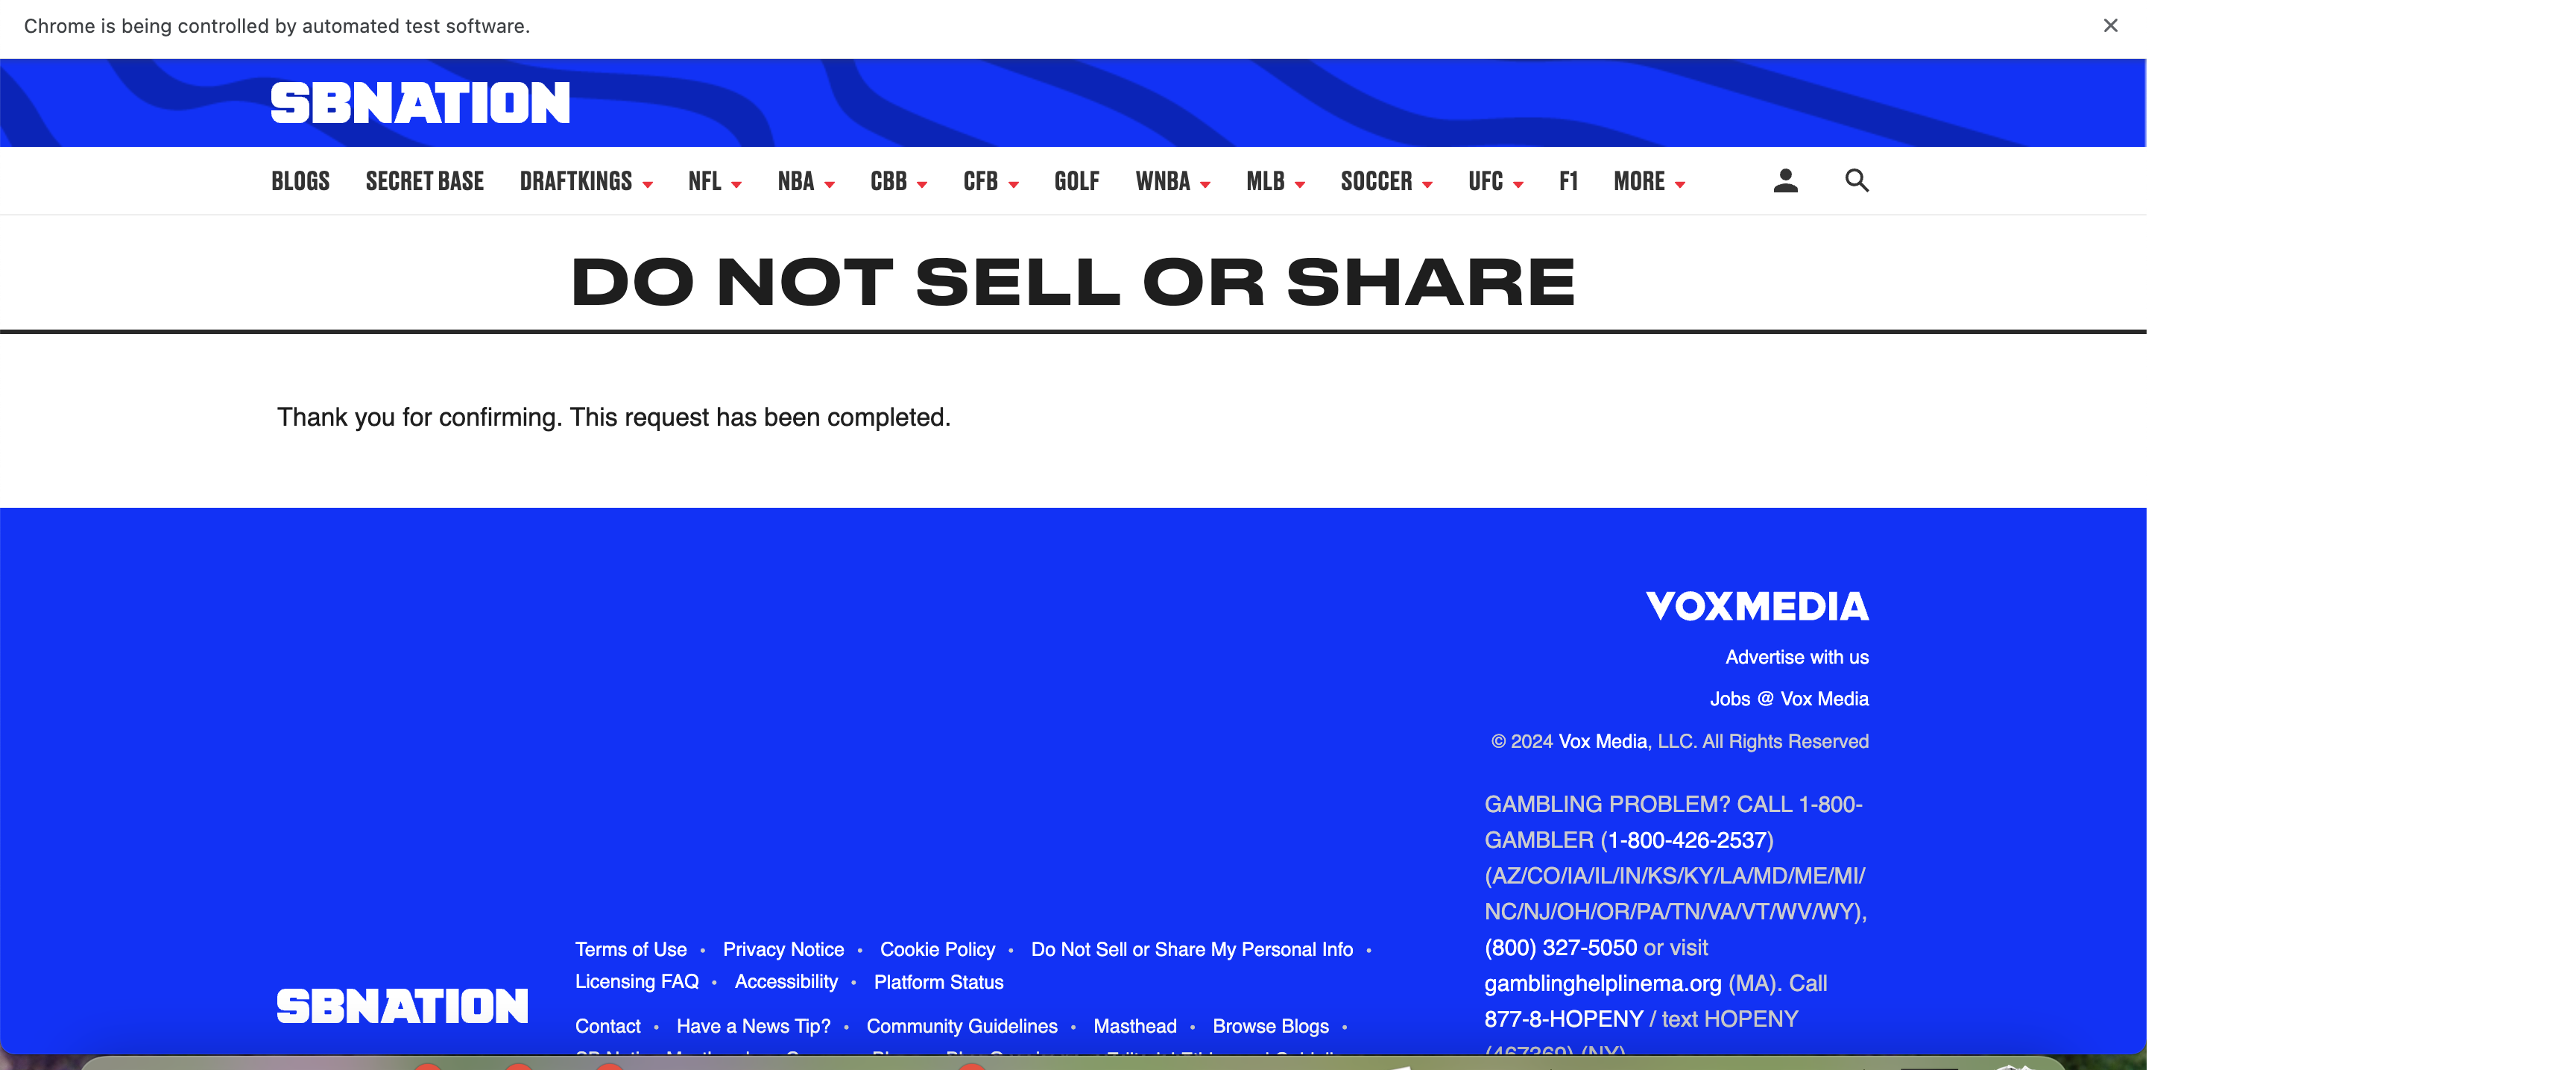 Chrome is being controlled by automated test software.
SBNATION
BLOGS SECRET BASE DRAFTKINGS NFL NBA CBB CFB GOLF WNBA MLB SOCCER UFC F1 MORE
DO NOT SELL OR SHARE
Thank you for confirming. This request has been completed.
VOXMEDIA
Advertise with us
Jobs @ Vox Media
© 2024 Vox Media, LLC. All Rights Reserved
GAMBLING PROBLEM? CALL 1-800-
GAMBLER (1-800-426-2537)
(AZ/CO/IA/IL/IN/KS/KY/LA/MD/ME/MI/
NC/NJ/OH/OR/PA/TN/VA/VT/WV/WY),
(800) 327-5050 or visit
gamblinghelplinema.org (MA). Call
877-8-HOPENY / text HOPENY
(467369) (NY)
Terms of Use • Privacy Notice • Cookie Policy • Do Not Sell or Share My Personal Info •
Licensing FAQ • Accessibility • Platform Status
SBNATION
Contact • Have a News Tip? • Community Guidelines • Masthead • Browse Blogs •